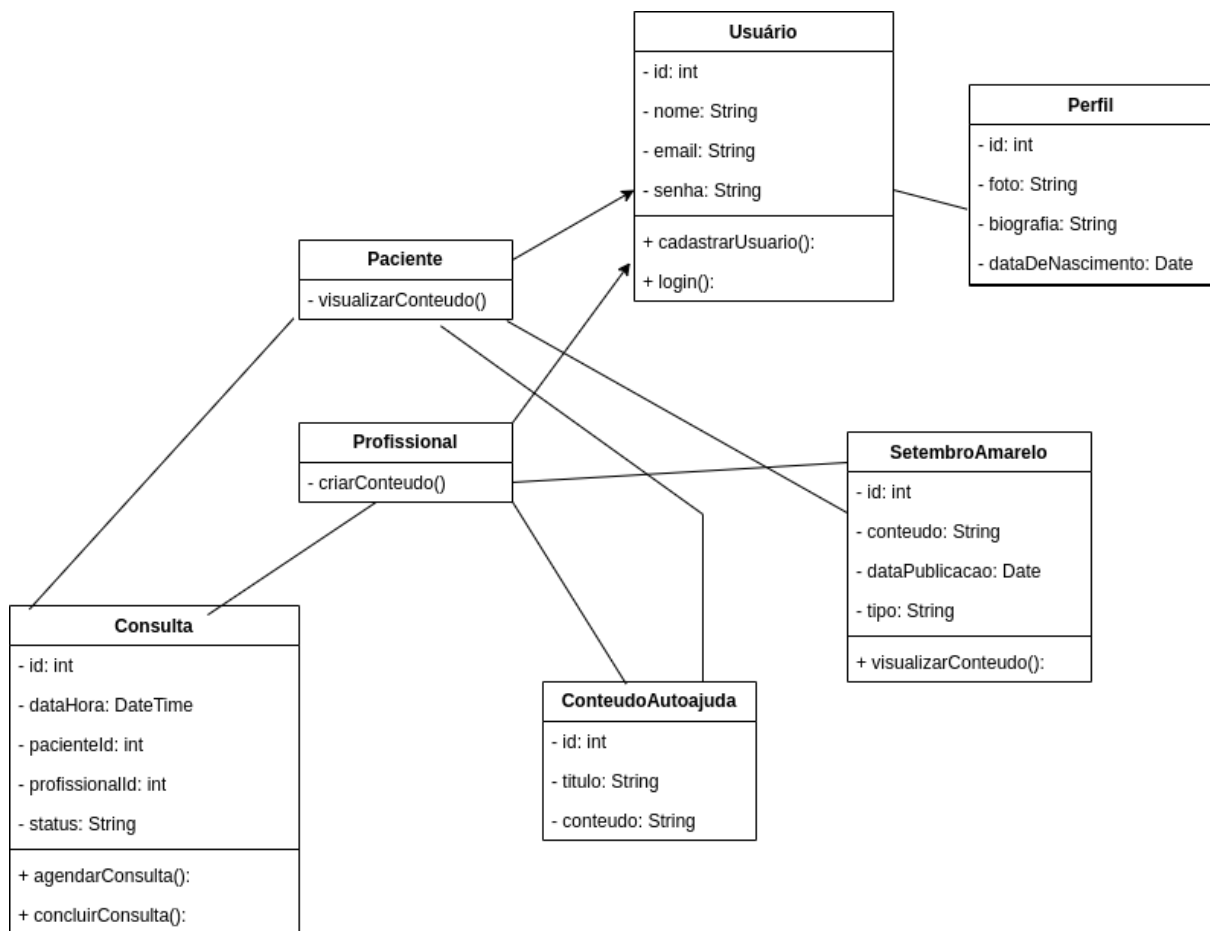 Usuário
- id: int
- nome: String
- email: String
- senha: String
+ cadastrarUsuario():
+ login():
Perfil
- id: int
- foto: String
- biografia: String
- dataDeNascimento: Date
Paciente
- visualizarConteudo()
Profissional
- criarConteudo()
SetembroAmarelo
- id: int
- conteudo: String
- dataPublicacao: Date
- tipo: String
+ visualizarConteudo():
Consulta
- id: int
- dataHora: DateTime
- pacienteId: int
- profissionalId: int
- status: String
+ agendarConsulta():
+ concluirConsulta():
ConteudoAutoajuda
- id: int
- titulo: String
- conteudo: String